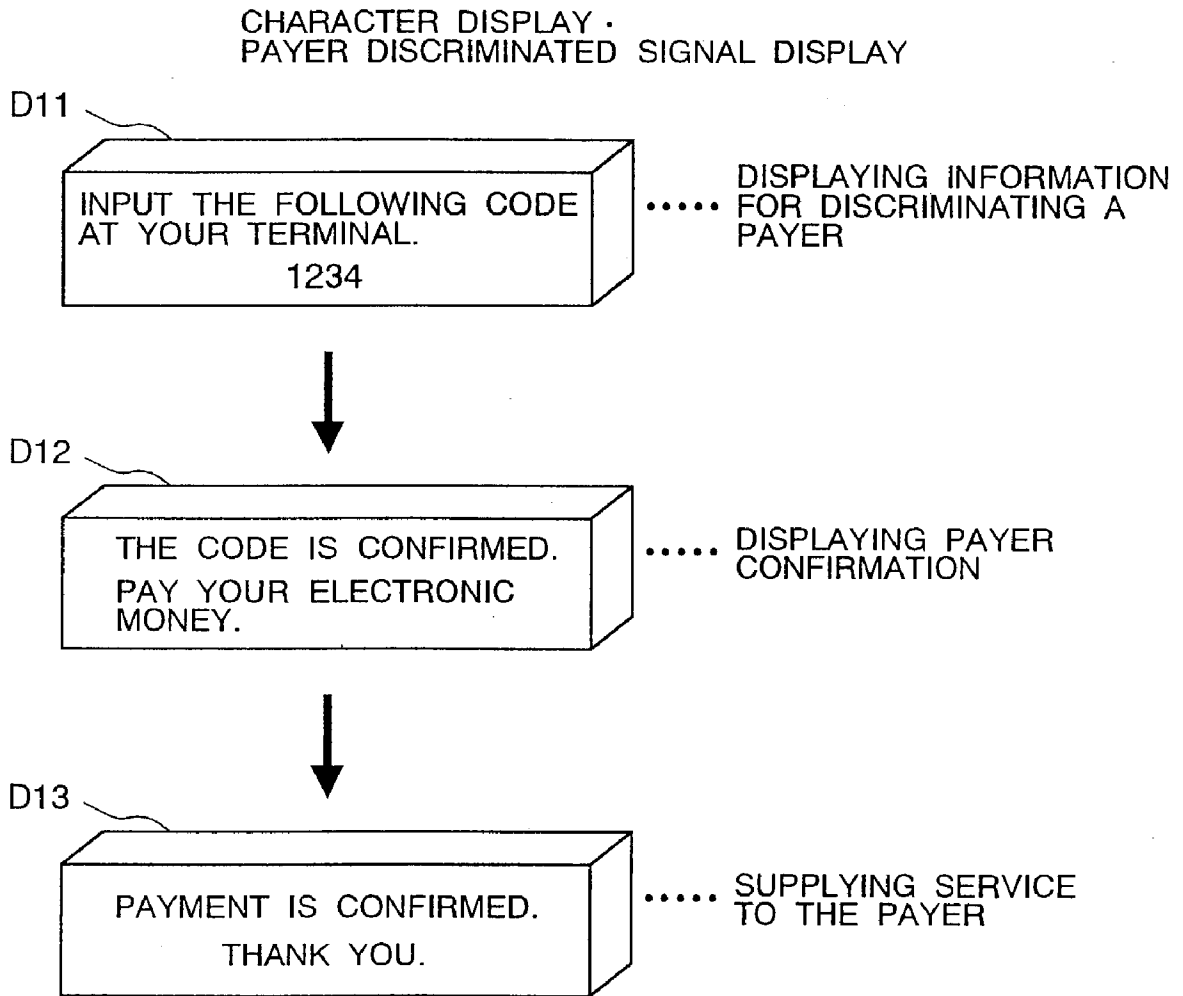 CHARACTER DISPLAY ·
PAYER DISCRIMINATED SIGNAL DISPLAY
D11
INPUT THE FOLLOWING CODE
AT YOUR TERMINAL.
1234
DISPLAYING INFORMATION
FOR DISCRIMINATING A
PAYER
D12
THE CODE IS CONFIRMED.
PAY YOUR ELECTRONIC
MONEY.
DISPLAYING PAYER
CONFIRMATION
D13
PAYMENT IS CONFIRMED.
THANK YOU.
SUPPLYING SERVICE
TO THE PAYER